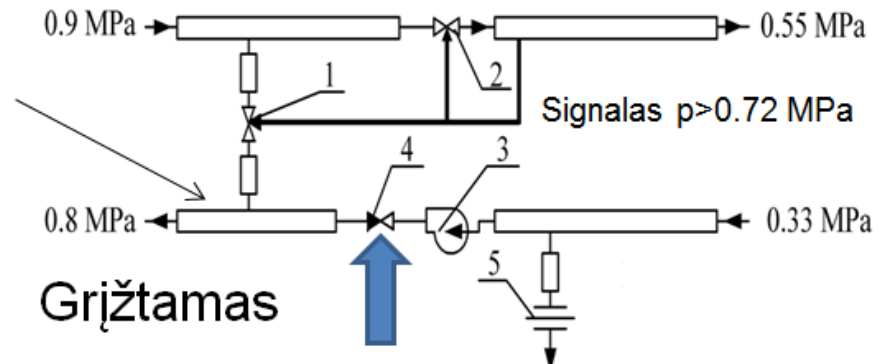 0.9 MPa
0.55 MPa
1
2
Signalas p>0.72 MPa
4
3
0.8 MPa
0.33 MPa
5
Grįžtamas